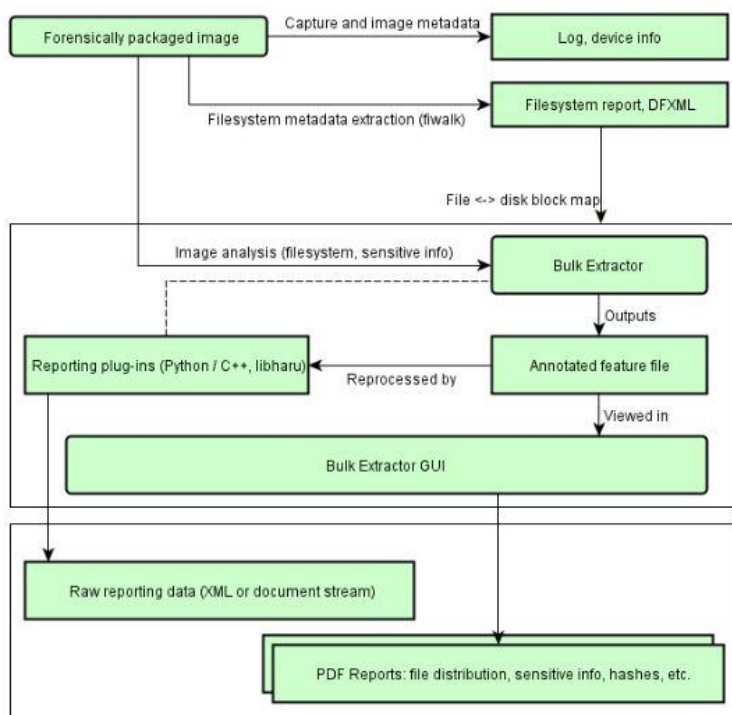 Forensically packaged image
Capture and image metadata
Log, device info
Filesystem report, DFXML
Filesystem metadata extraction (fiwalk)
File <-> disk block map
Image analysis (filesystem, sensitive info)
Bulk Extractor
Outputs
Reporting plug-ins (Python / C++, libharu)
Reprocessed by
Annotated feature file
Viewed in
Bulk Extractor GUI
Raw reporting data (XML or document stream)
PDF Reports: file distribution, sensitive info, hashes, etc.